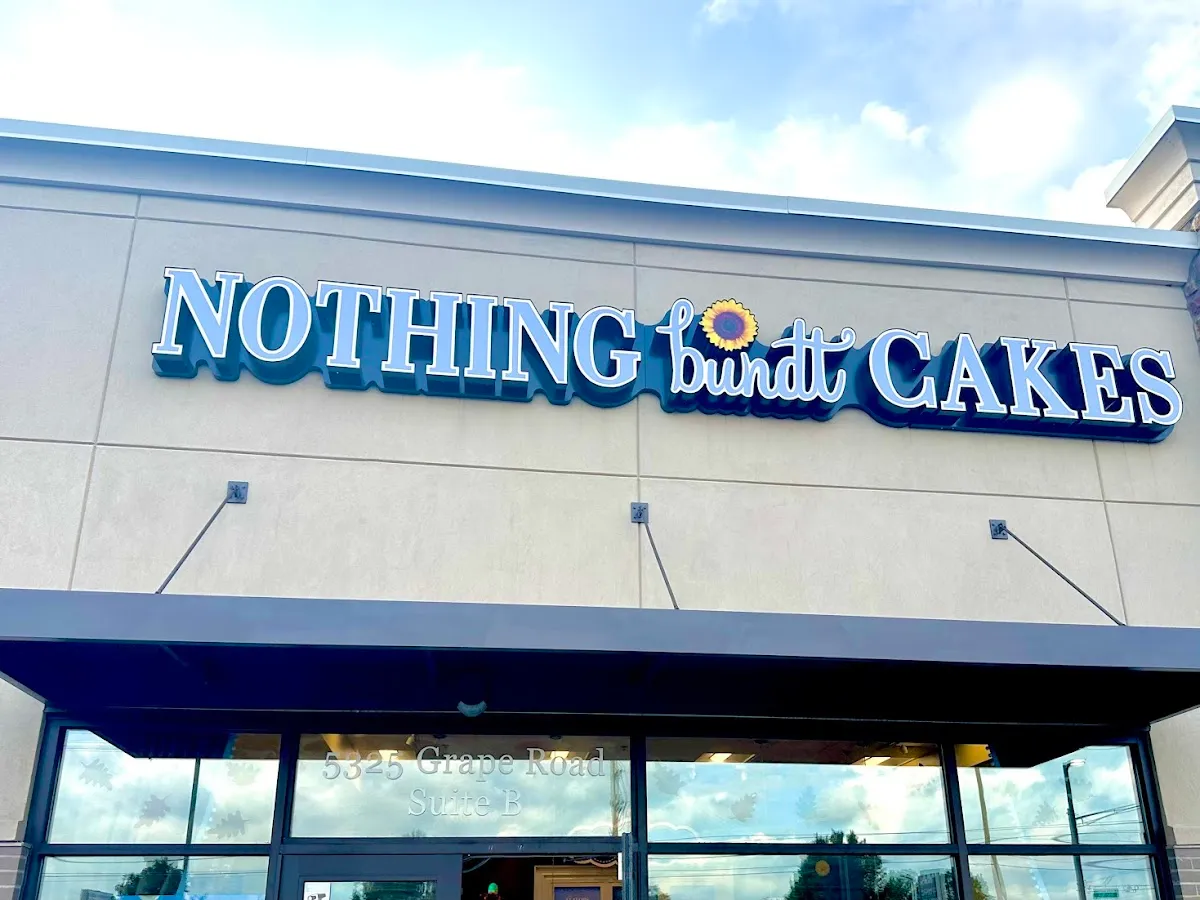 NOTHING bundt CAKES
5325 Grape Road
Suite B